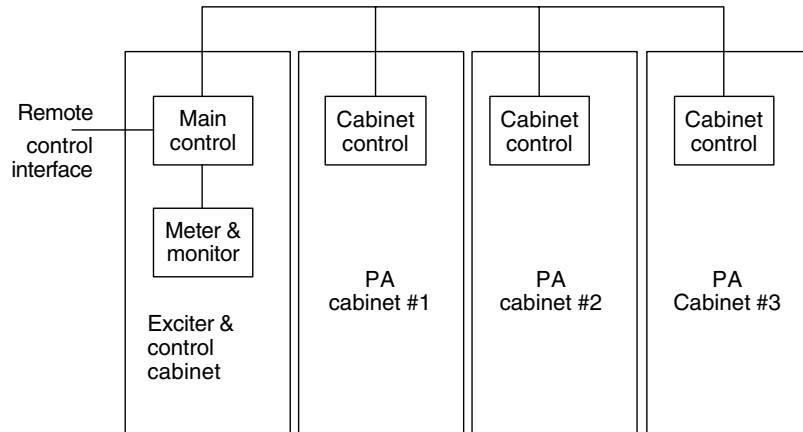 Remote
control
interface
Main
control
Meter &
monitor
Exciter &
control
cabinet
Cabinet
control
PA
cabinet #1
Cabinet
control
PA
cabinet #2
Cabinet
control
PA
Cabinet #3